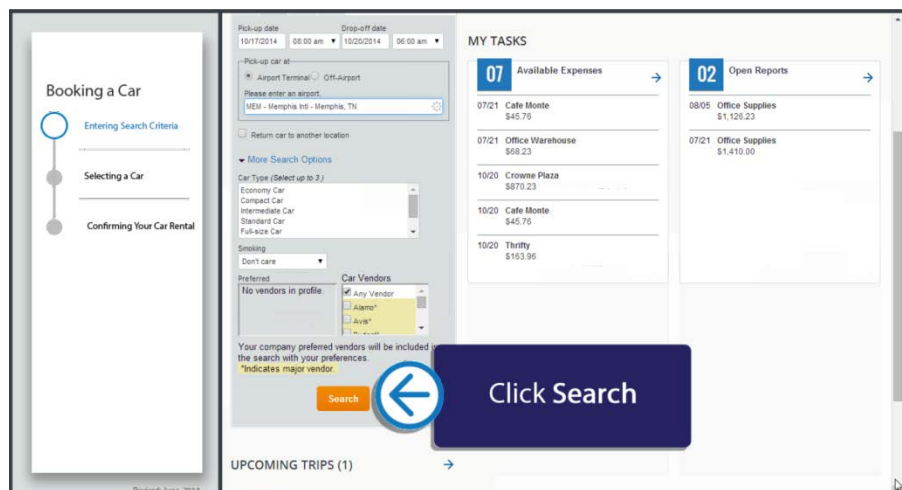 Booking a Car
Entering Search Criteria
Selecting a Car
Confirming Your Car Rental
Pick-up date
Drop-off date
10/17/2014
08:00 am
10/20/2014
06:00 am
Pick-up car at
Airport Terminal
Off-Airport
Please enter an airport.
MEM - Memphis Intl - Memphis, TN
Return car to another location
More Search Options
Car Type (Select up to 3)
Economy Car
Compact Car
Intermediate Car
Standard Car
Full-size Car
Smoking
Don't care
Preferred
No vendors in profile.
Car Vendors
Any Vendor
Alamo*
Avis*
Your company preferred vendors will be included in
the search with your preferences.
*Indicates major vendor.
Search
Click Search
UPCOMING TRIPS (1)
MY TASKS
07 Available Expenses
07/21 Cafe Monte
$45.76
07/21 Office Warehouse
$68.23
10/20 Crowne Plaza
$870.23
10/20 Cafe Monte
$45.76
10/20 Thrifty
$163.96
02 Open Reports
08/05 Office Supplies
$1,126.23
07/21 Office Supplies
$1,410.00